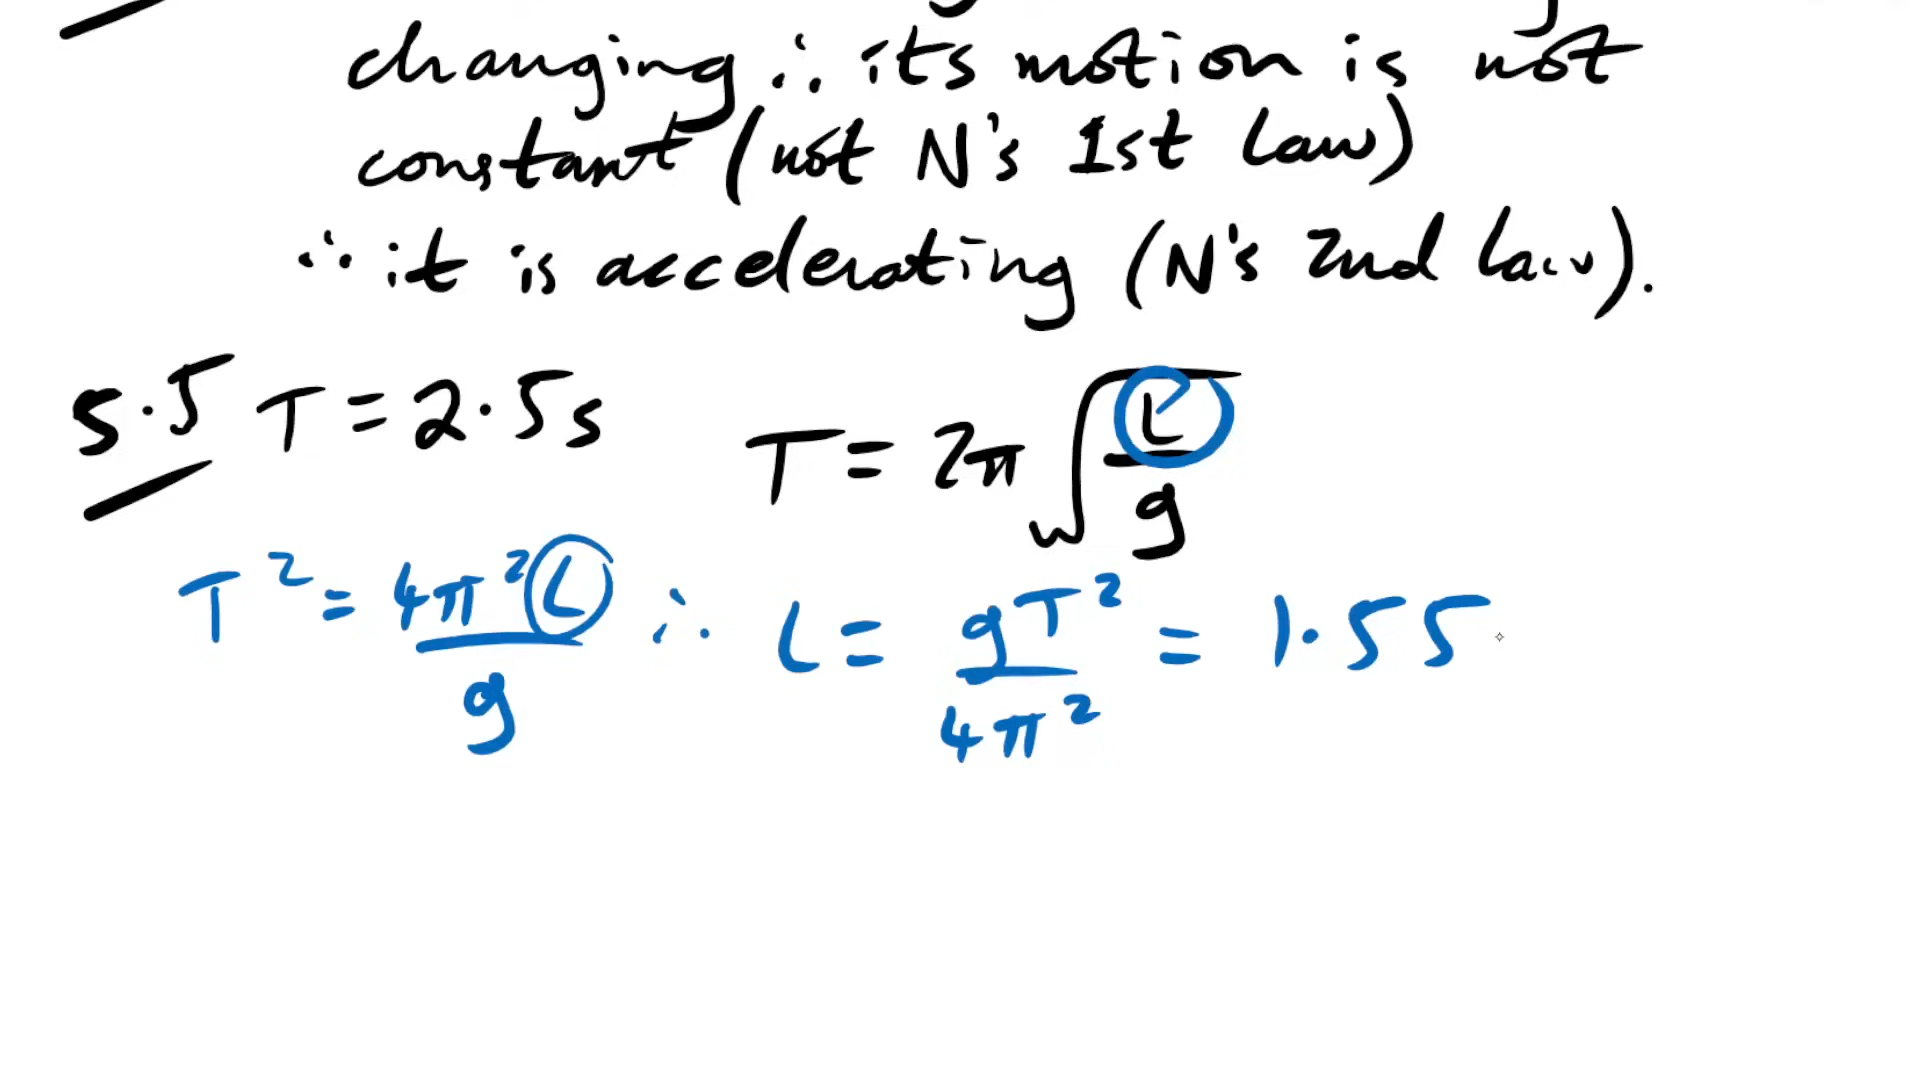 changing ∴ its motion is not
constant (not N's 1st law)
∴ it is accelerating (N's 2nd law).
5.5 T = 2.5s T = 2π √(L/g)
T² = 4π²L/g ∴ L = gT²/4π² = 1.55